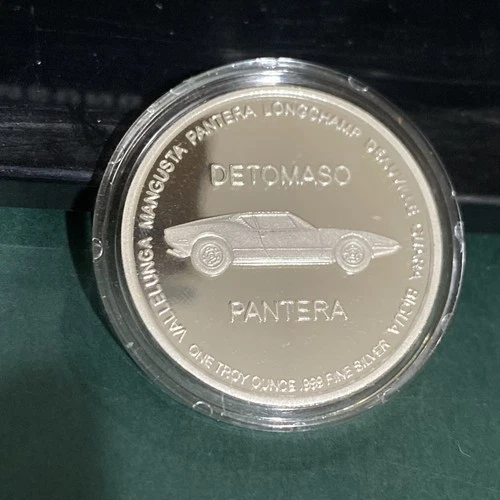 VALLELUNGA MANGUSTA PANTERA LONGCHAMP DEAUVILLE GUARA BIGUA
DETOMASO
PANTERA
ONE TROY OUNCE .999 FINE SILVER